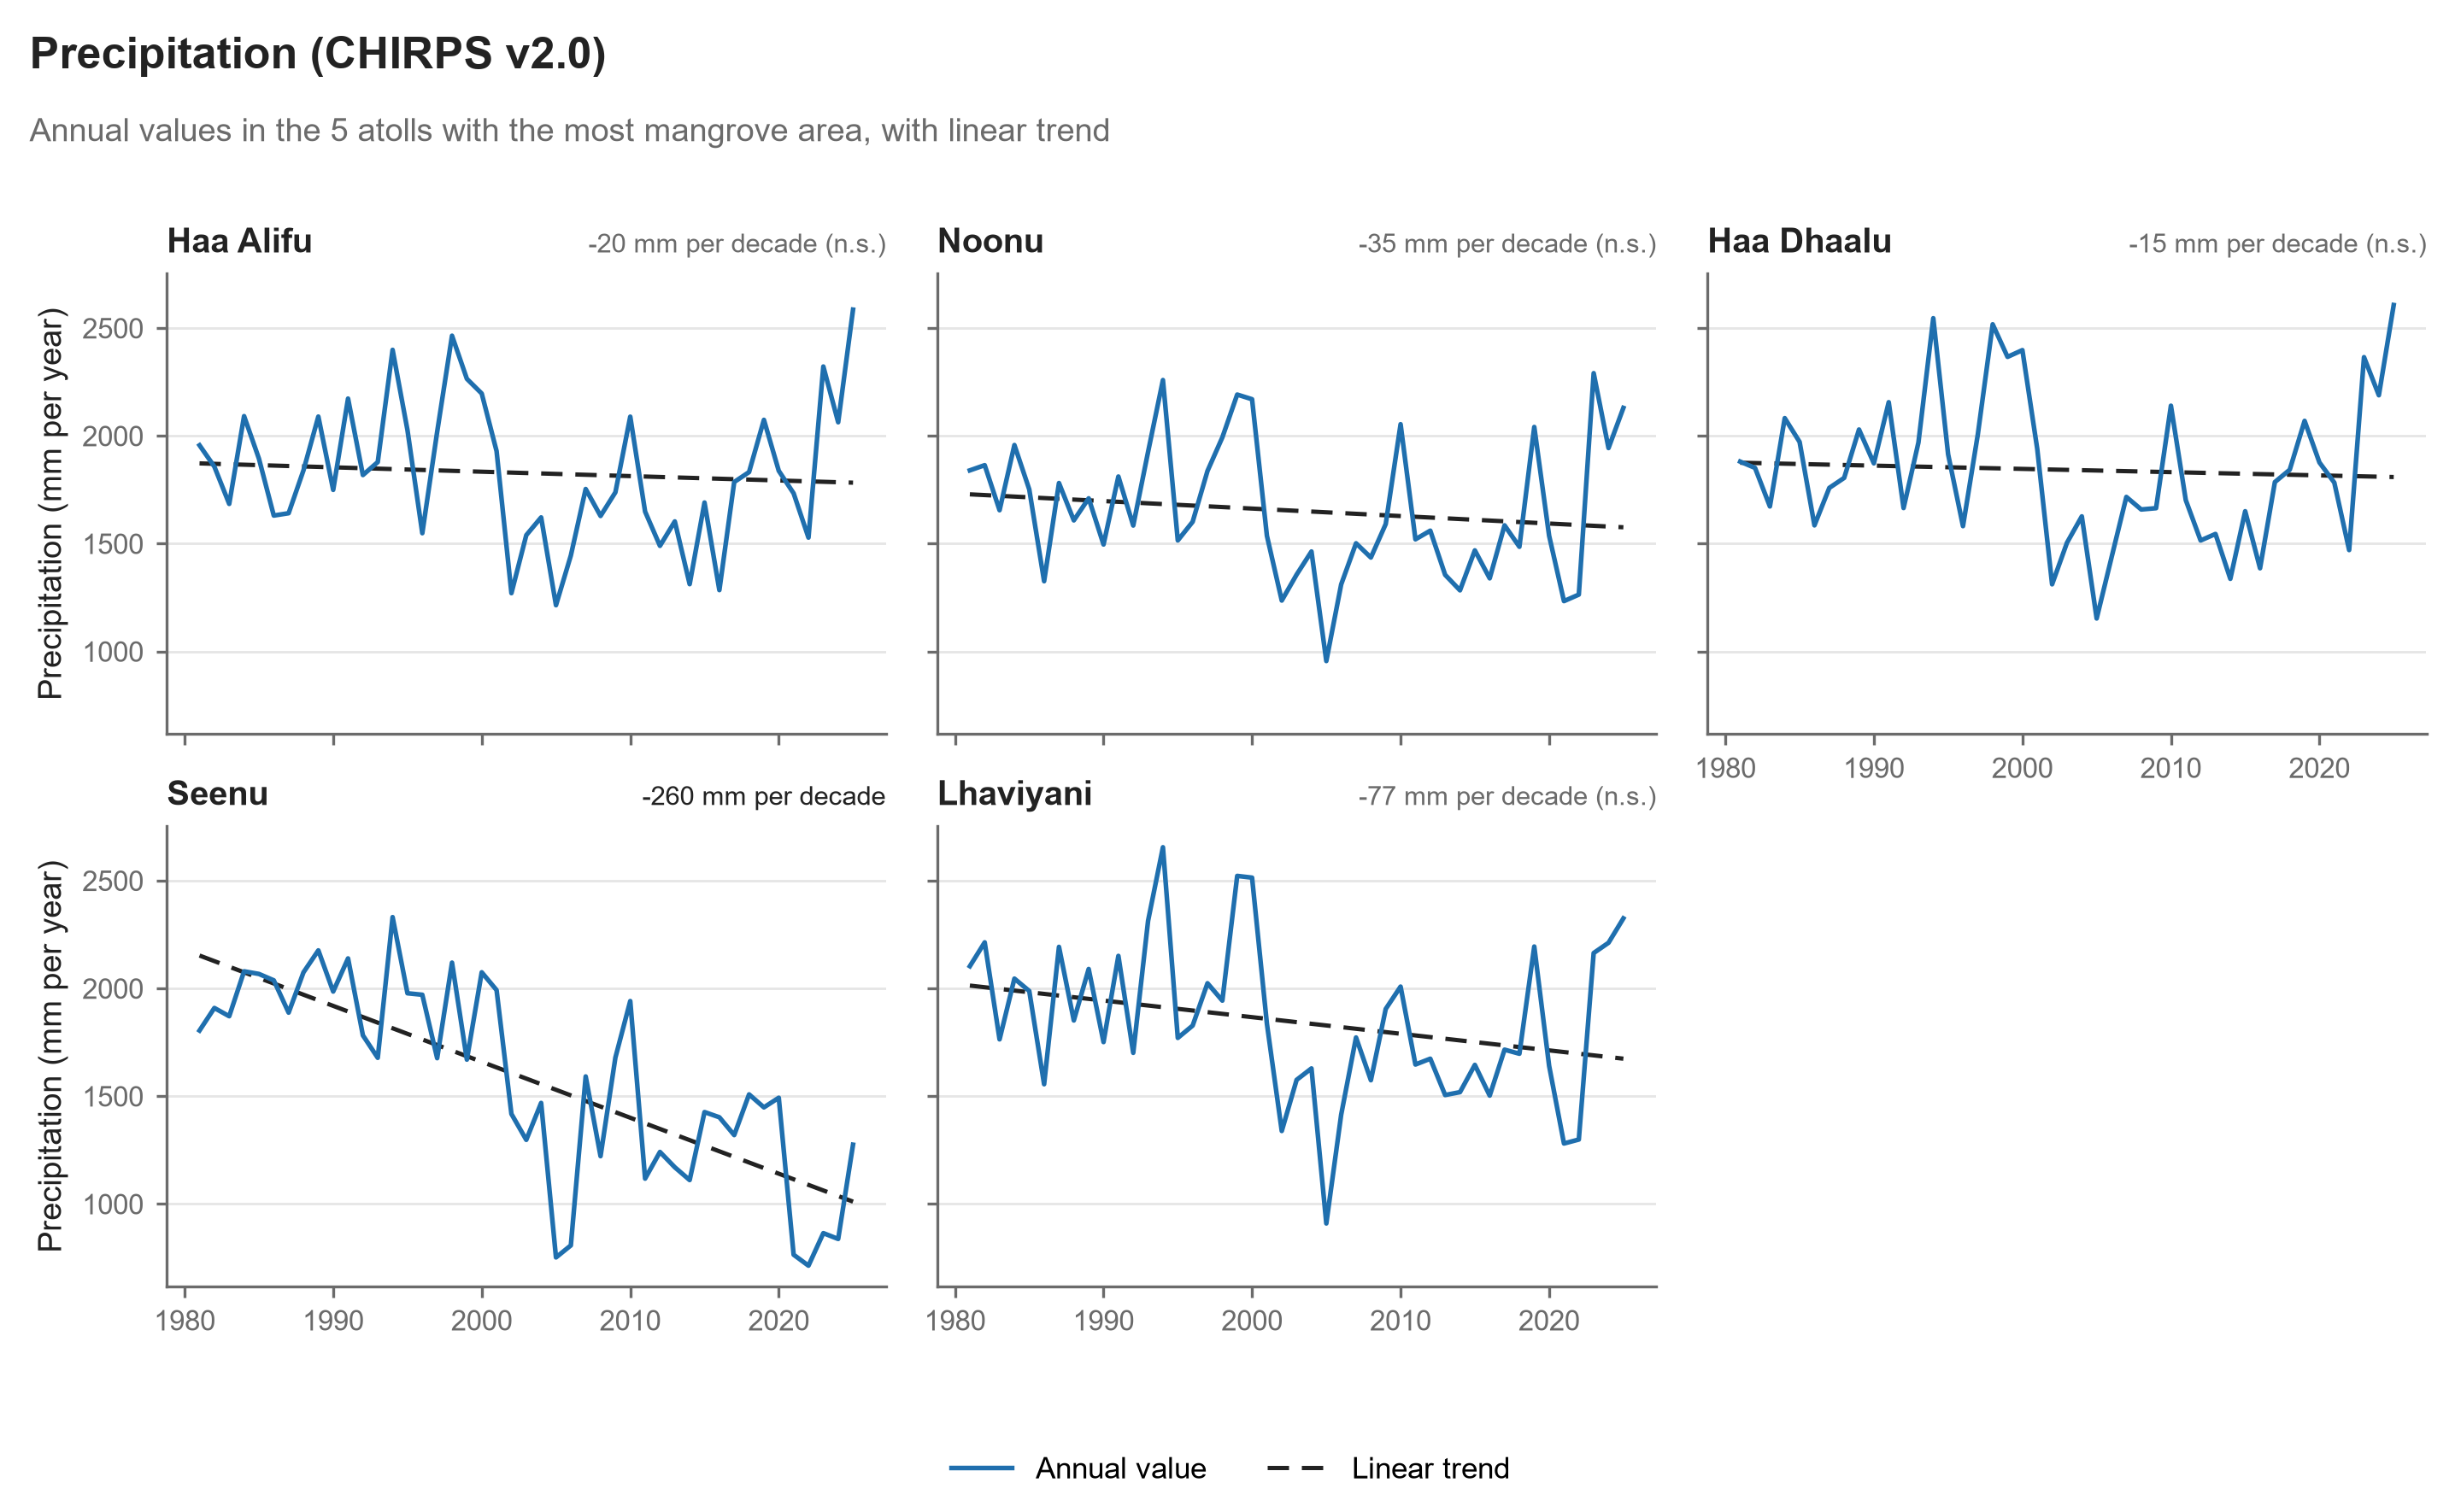 Precipitation (CHIRPS v2.0)
Annual values in the 5 atolls with the most mangrove area, with linear trend
Haa Alifu -20 mm per decade (n.s.)
Noonu -35 mm per decade (n.s.)
Haa Dhaalu -15 mm per decade (n.s.)
Precipitation (mm per year)
2500
2000
1500
1000
1980 1990 2000 2010 2020
Seenu -260 mm per decade
Lhaviyani -77 mm per decade (n.s.)
Precipitation (mm per year)
2500
2000
1500
1000
1980 1990 2000 2010 2020
1980 1990 2000 2010 2020
Annual value Linear trend